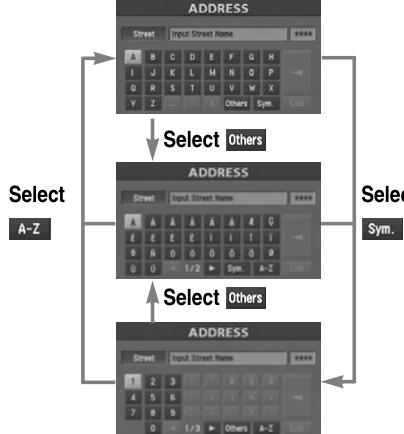 ADDRESS
Street Input Street Name ****
A B C D E F G H
I J K L M N O P
Q R S T U V W X
Y Z - & Others Sym. List
Select Others
ADDRESS
Street Input Street Name ****
Sym. A-Z List
1/2
Select
A-Z
Selec
Sym.
Select Others
ADDRESS
Street Input Street Name ****
1 2 3
4 5 6
7 8 9
0 1/3 Others A-Z List